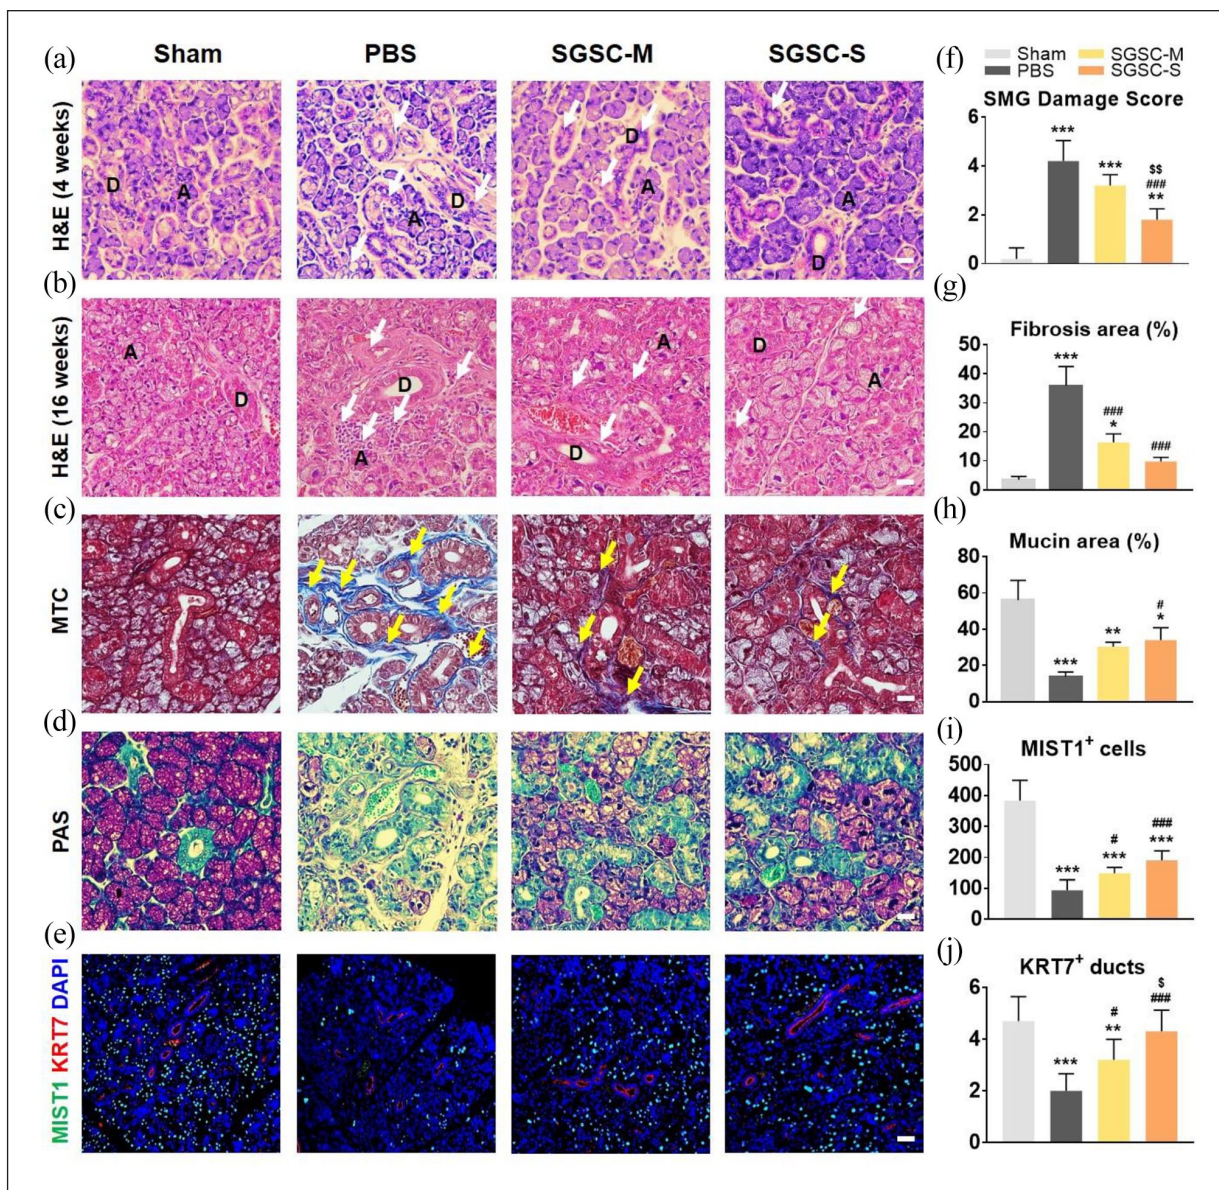 (a) Sham PBS SGSC-M SGSC-S
H&E (4 weeks)
D A
D A
D A
A D
(b)
H&E (16 weeks)
A D
D A
A D
D A
(c)
MTC
(d)
PAS
(e)
MIST1 KRT7 DAPI
(f) Sham SGSC-M
PBS SGSC-S
SMG Damage Score
6
4
2
0
***
***
$$
###
**
(g)
Fibrosis area (%)
50
40
30
20
10
0
***
###
*
###
(h)
Mucin area (%)
80
60
40
20
0
***
**
#
*
(i)
MIST1+ cells
500
400
300
200
100
0
***
#
***
###
***
(j)
KRT7+ ducts
6
4
2
0
***
#
**
$
###